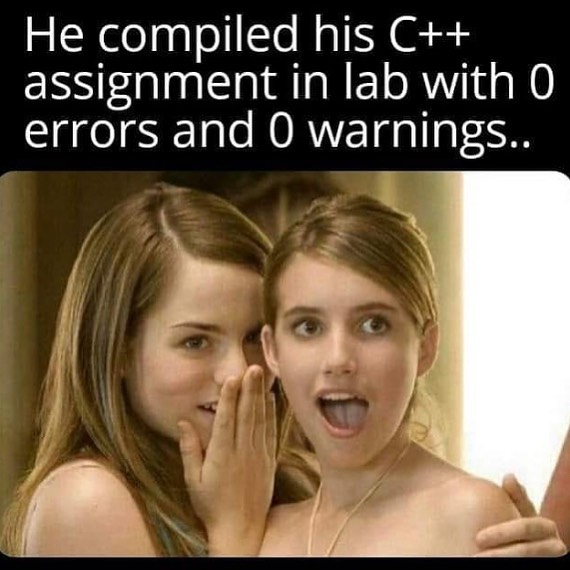 He compiled his C++
assignment in lab with 0
errors and 0 warnings..